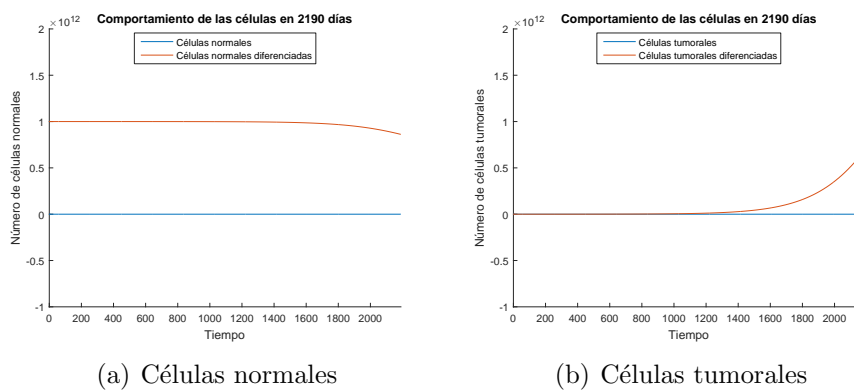 ×10¹²
Comportamiento de las células en 2190 días
Células normales
Células normales diferenciadas
Número de células normales
2
1.5
1
0.5
0
-0.5
-1
0 200 400 600 800 1000 1200 1400 1600 1800 2000
Tiempo
(a) Células normales
×10¹²
Comportamiento de las células en 2190 días
Células tumorales
Células tumorales diferenciadas
Número de células tumorales
2
1.5
1
0.5
0
-0.5
-1
0 200 400 600 800 1000 1200 1400 1600 1800 2000
Tiempo
(b) Células tumorales